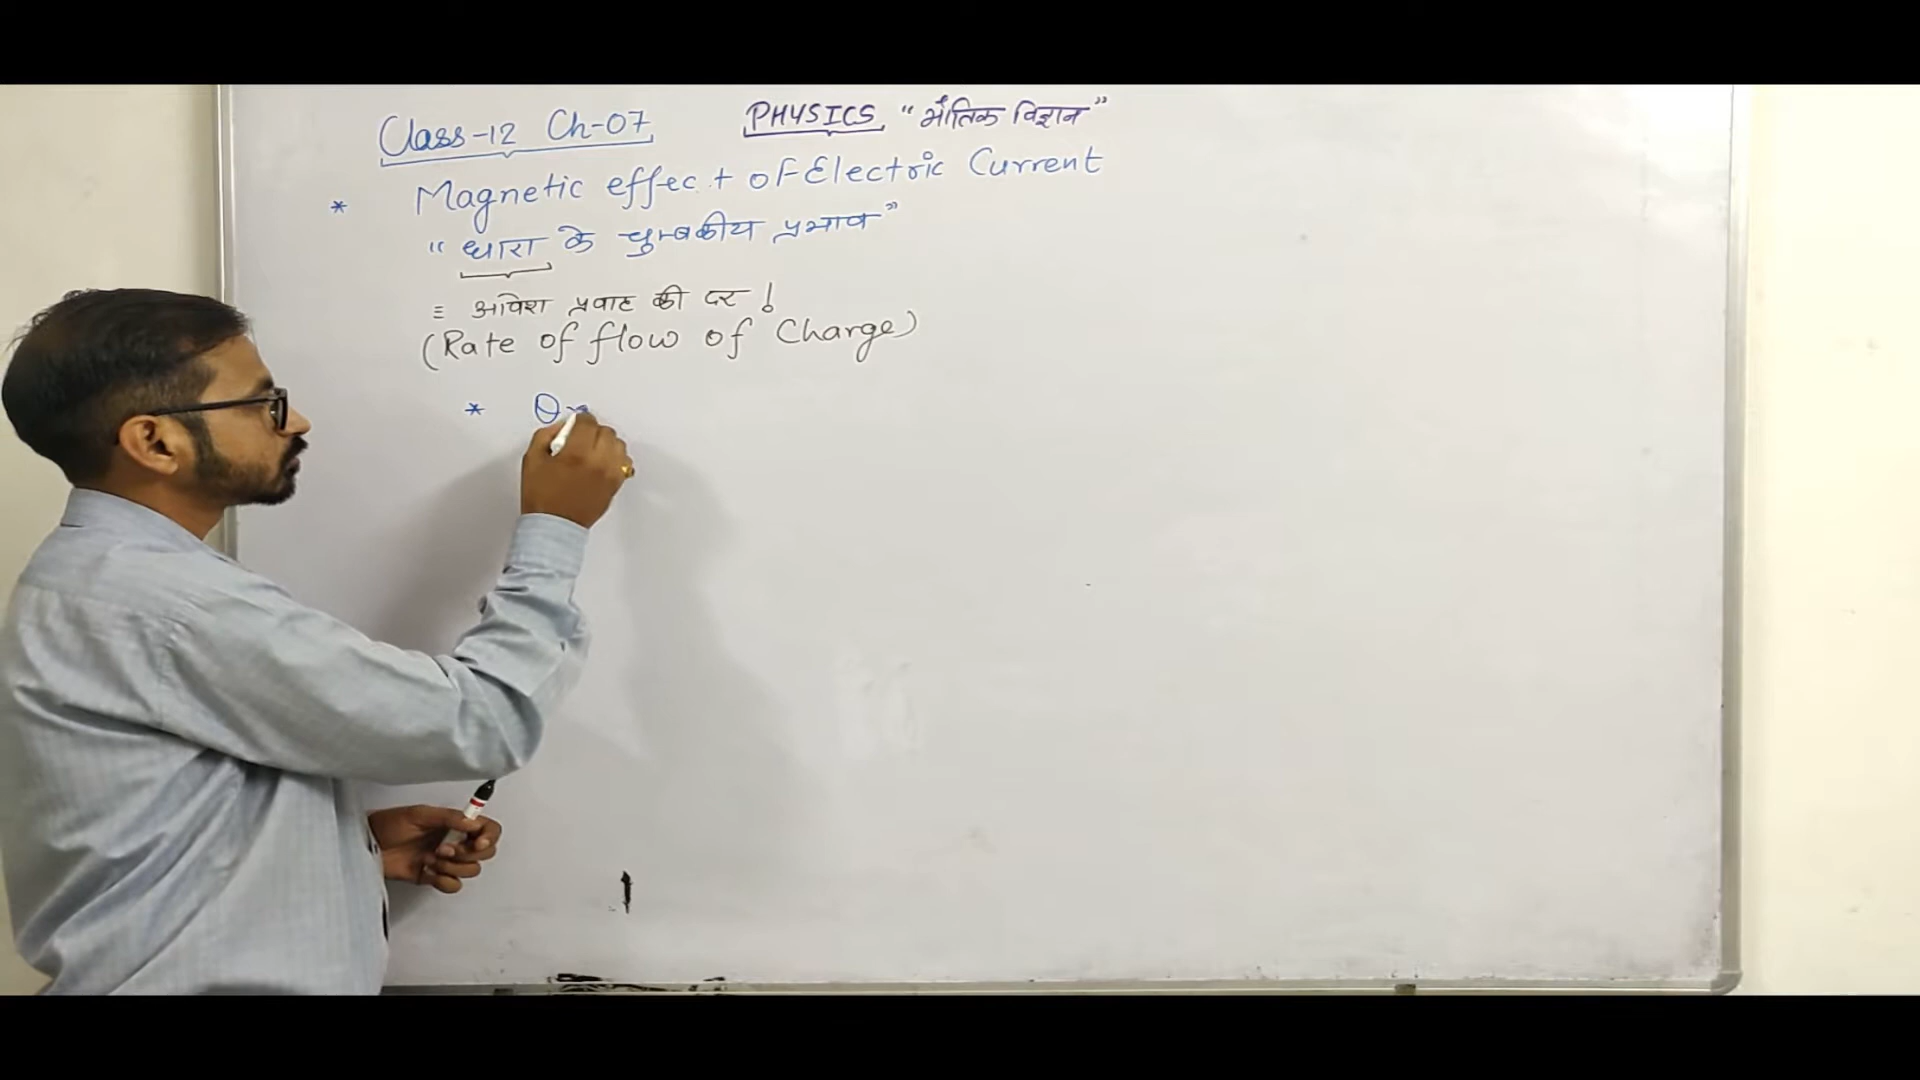 Class-12 Ch-07 PHYSICS "भौतिक विज्ञान"
* Magnetic effect of Electric Current
"धारा के चुम्बकीय प्रभाव"
≡ आवेश प्रवाह की दर !
(Rate of flow of Charge)
*